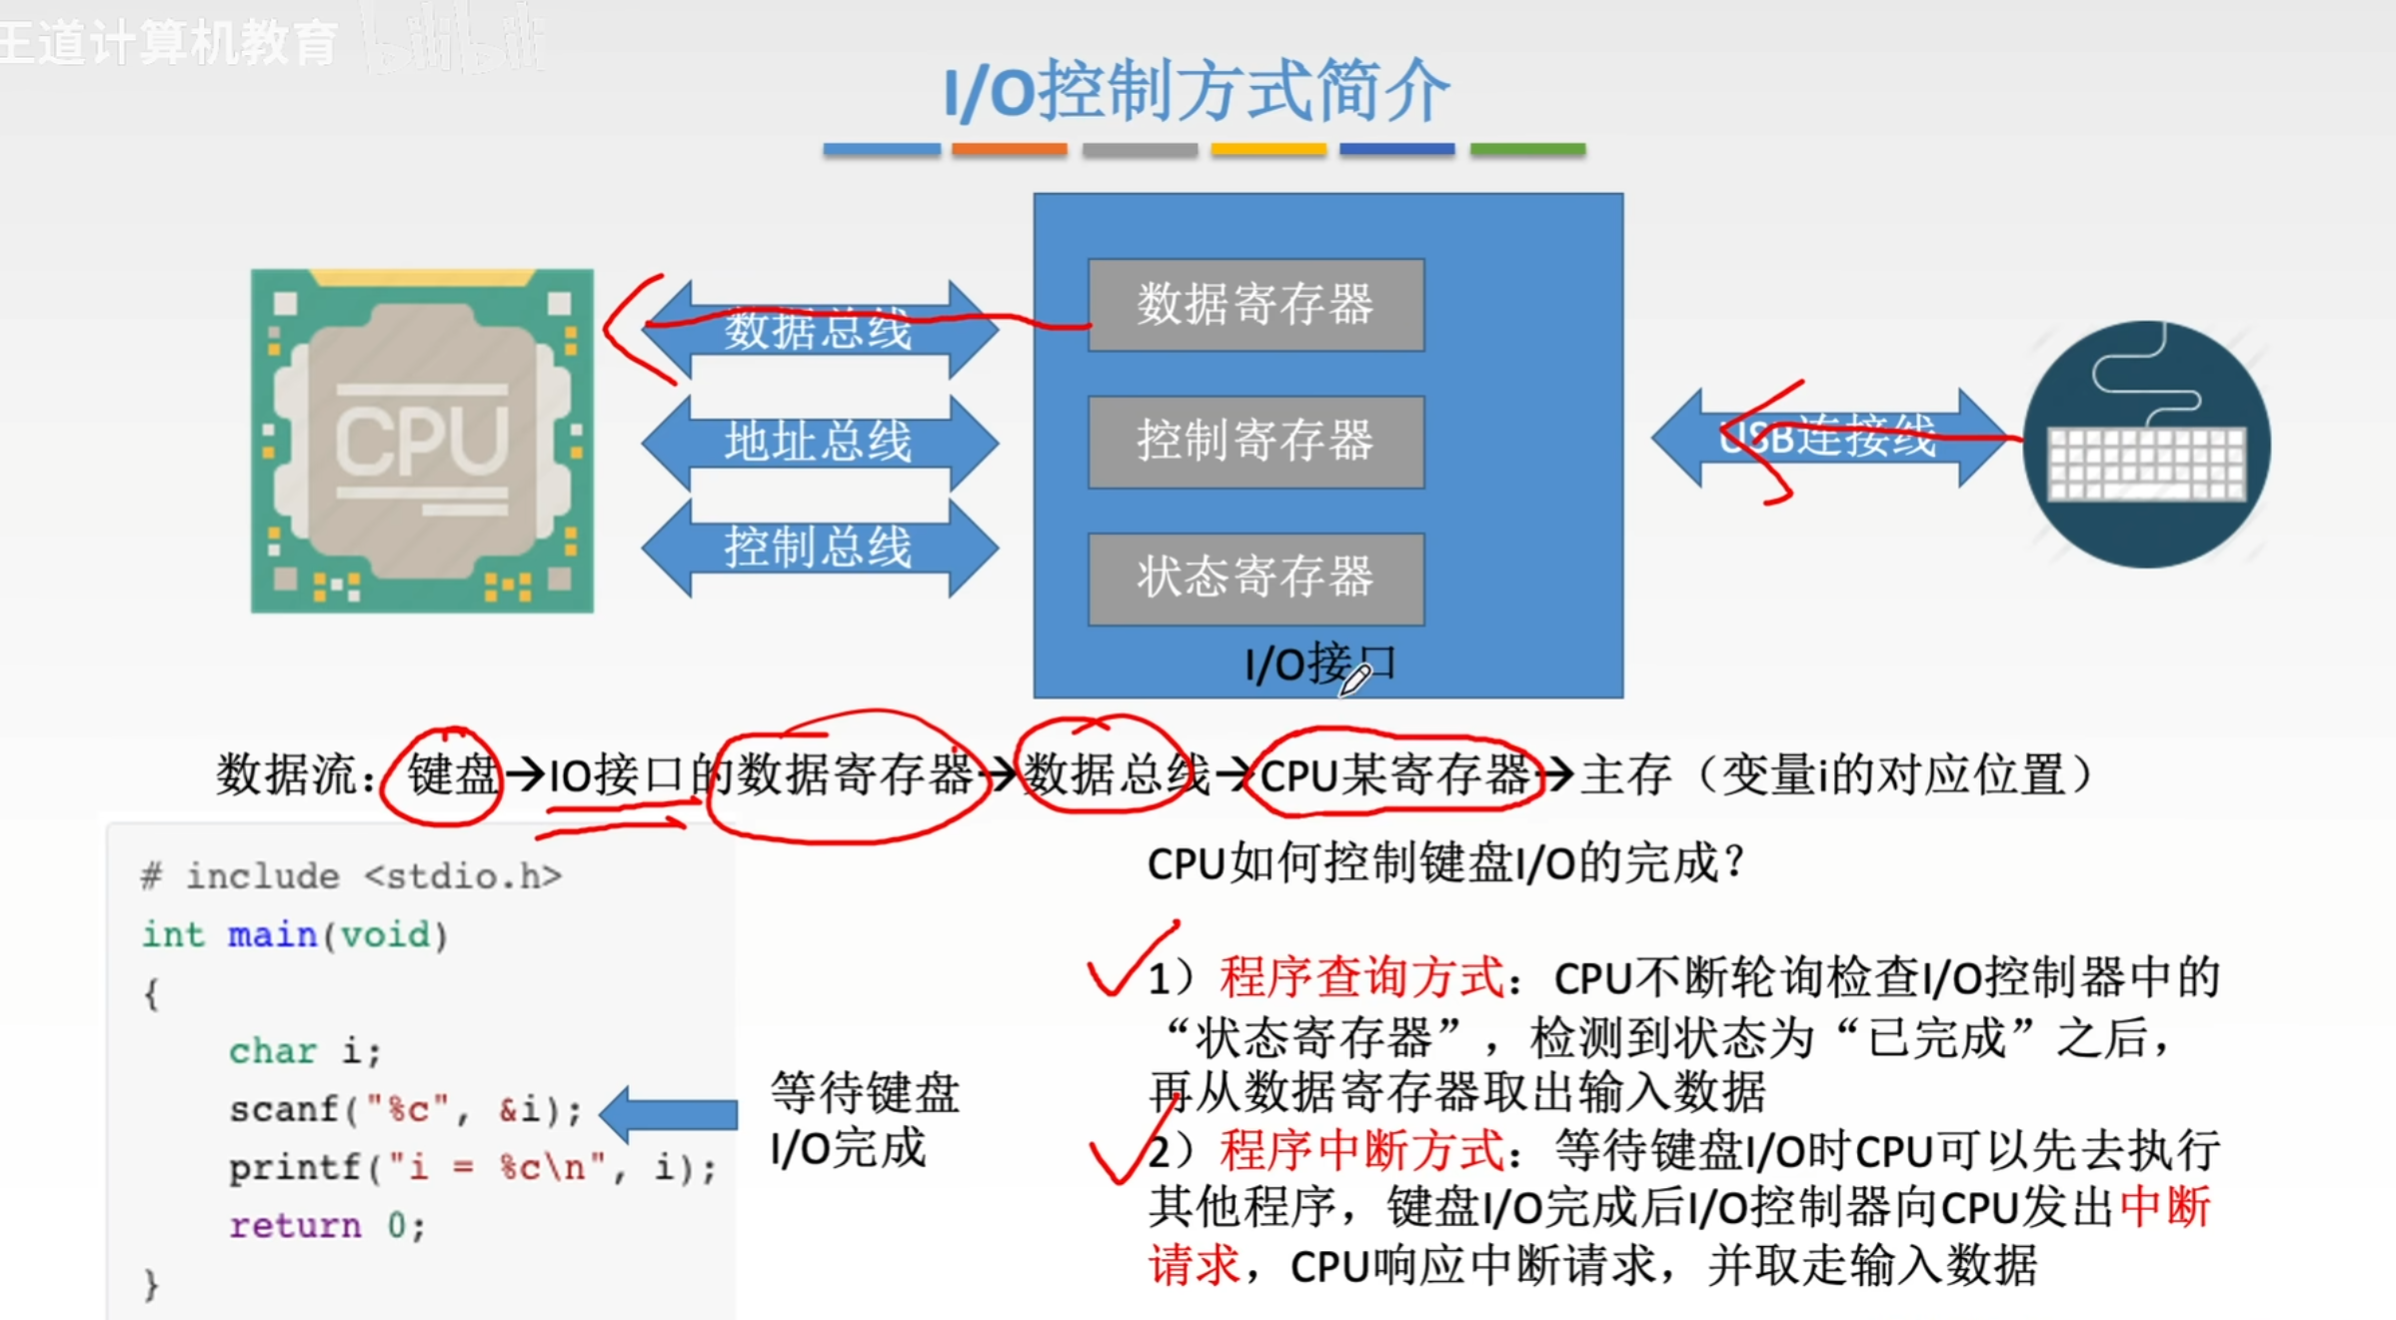 王道计算机教育 bilibili
I/O控制方式简介
CPU
数据总线
地址总线
控制总线
数据寄存器
控制寄存器
状态寄存器
I/O接口
USB连接线
数据流：键盘→IO接口的数据寄存器→数据总线→CPU某寄存器→主存（变量i的对应位置）
# include <stdio.h>
int main(void)
{
char i;
scanf("%c", &i);
printf("i = %c\n", i);
return 0;
}
等待键盘
I/O完成
CPU如何控制键盘I/O的完成？
1）程序查询方式：CPU不断轮询检查I/O控制器中的
“状态寄存器”，检测到状态为“已完成”之后，
再从数据寄存器取出输入数据
2）程序中断方式：等待键盘I/O时CPU可以先去执行
其他程序，键盘I/O完成后I/O控制器向CPU发出中断
请求，CPU响应中断请求，并取走输入数据